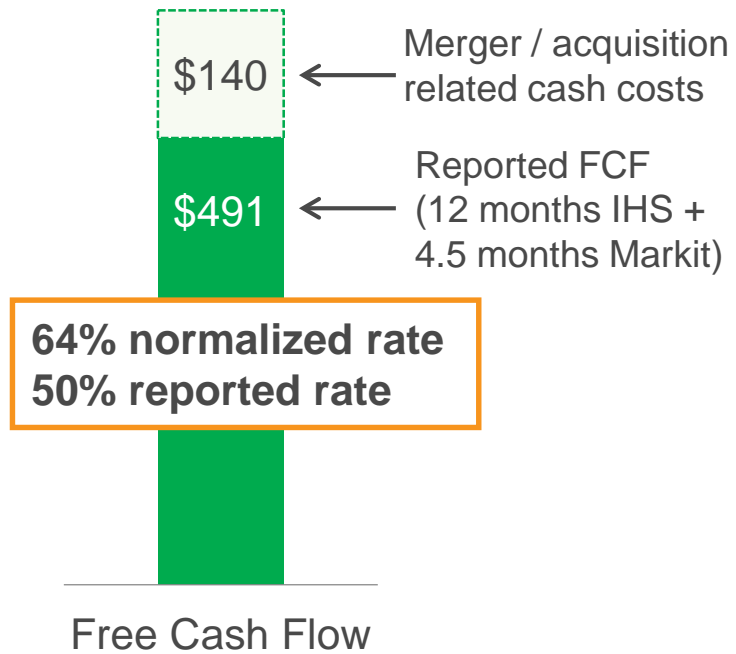 $140
Merger / acquisition
related cash costs
$491
Reported FCF
(12 months IHS +
4.5 months Markit)
64% normalized rate
50% reported rate
Free Cash Flow